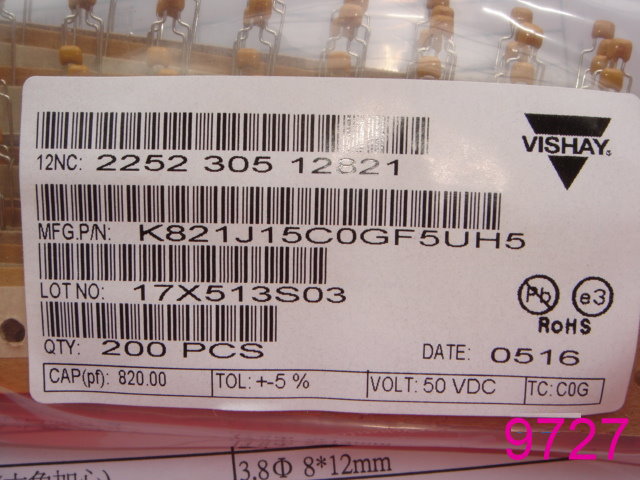 VISHAY
12NC: 2252 305 12821
MFG.P/N: K821J15C0GF5UH5
LOT NO: 17X513S03
Pb e3
RoHS
QTY: 200 PCS DATE: 0516
CAP(pf): 820.00 TOL: +-5 % VOLT: 50 VDC TC: C0G
9727
3,8Φ 8*12mm